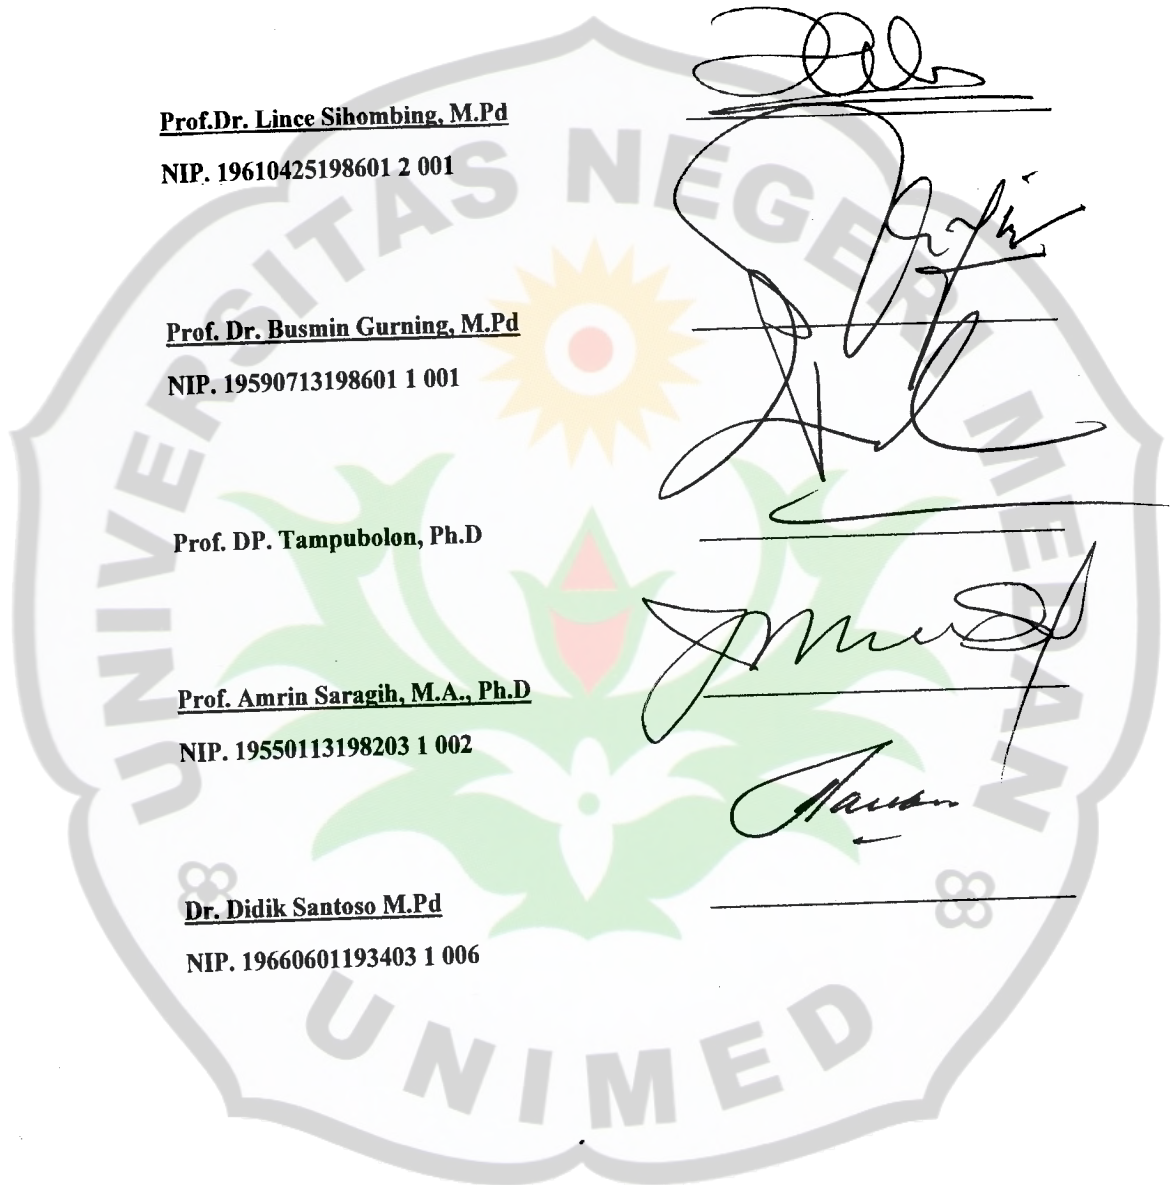 Prof.Dr. Lince Sihombing, M.Pd
NIP. 19610425198601 2 001
Prof. Dr. Busmin Gurning, M.Pd
NIP. 19590713198601 1 001
Prof. DP. Tampubolon, Ph.D
Prof. Amrin Saragih, M.A., Ph.D
NIP. 19550113198203 1 002
Dr. Didik Santoso M.Pd
NIP. 19660601193403 1 006
UNIVERSITAS NEGERI MEDAN
UNIMED